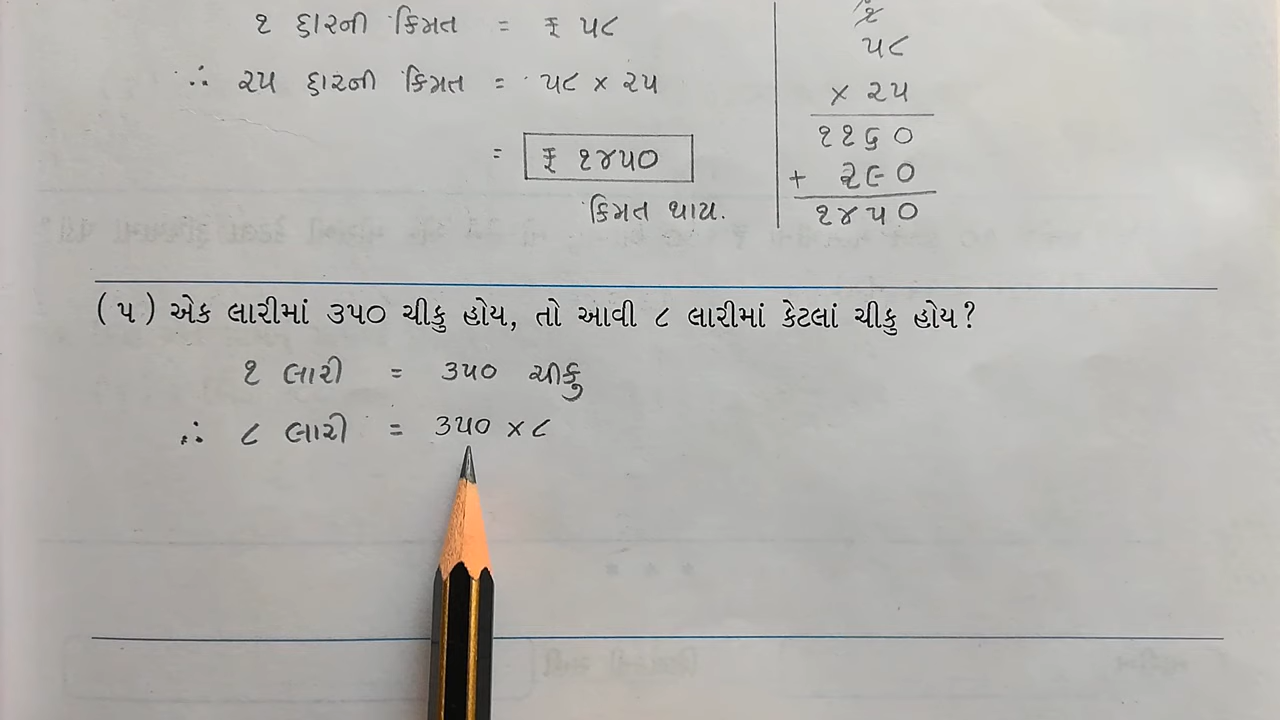 ૧ હારની કિંમત = ₹ ૫૮
∴ ૨૫ હારની કિંમત = ૫૮ × ૨૫
= ₹ ૧૪૫૦
કિંમત થાય.
૨
૫૮
× ૨૫
૧૧૬૦
+ ૨૯૦
૧૪૫૦
(૫) એક લારીમાં ૩૫૦ ચીકુ હોય, તો આવી ૮ લારીમાં કેટલાં ચીકુ હોય?
૧ લારી = ૩૫૦ ચીકુ
∴ ૮ લારી = ૩૫૦ × ૮